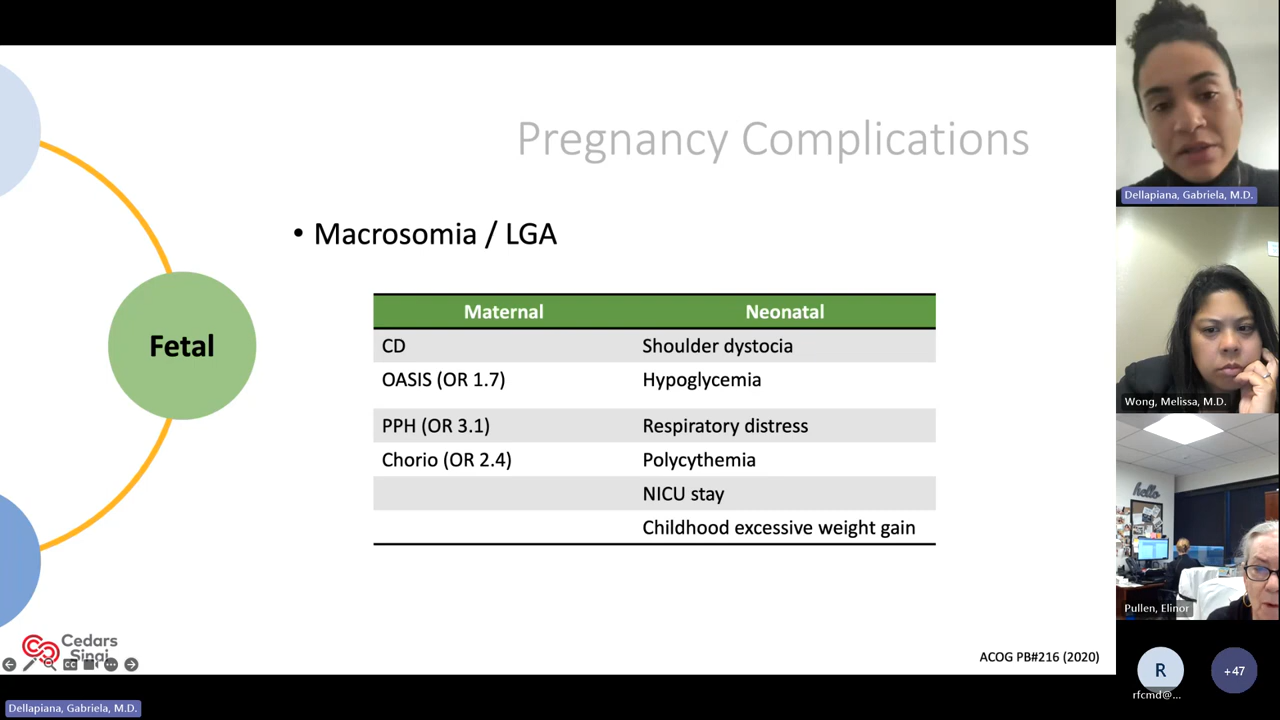 Pregnancy Complications
• Macrosomia / LGA
Fetal
Maternal Neonatal
CD Shoulder dystocia
OASIS (OR 1.7) Hypoglycemia
PPH (OR 3.1) Respiratory distress
Chorio (OR 2.4) Polycythemia
NICU stay
Childhood excessive weight gain
Cedars
Sinai
CC
ACOG PB#216 (2020)
Dellapiana, Gabriela, M.D.
Dellapiana, Gabriela, M.D.
Wong, Melissa, M.D.
hello
Pullen, Elinor
R
rfcmd@...
+47